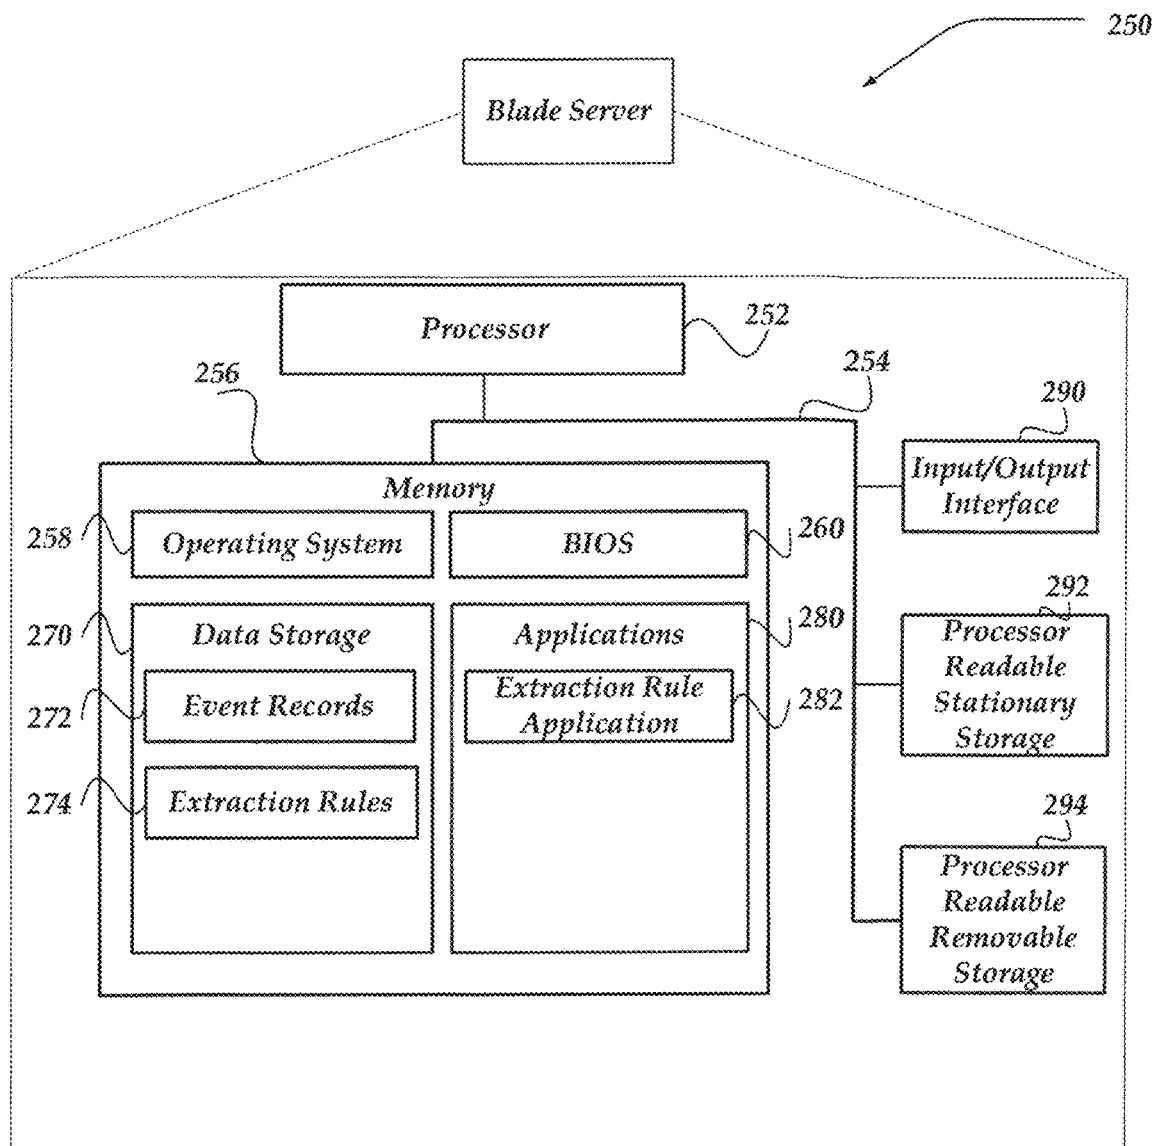 250
Blade Server
Processor
252
256
254
290
Input/Output
Interface
Memory
258
Operating System
BIOS
260
292
Processor
Readable
Stationary
Storage
270
Data Storage
Applications
280
272
Event Records
Extraction Rule
Application
282
274
Extraction Rules
294
Processor
Readable
Removable
Storage